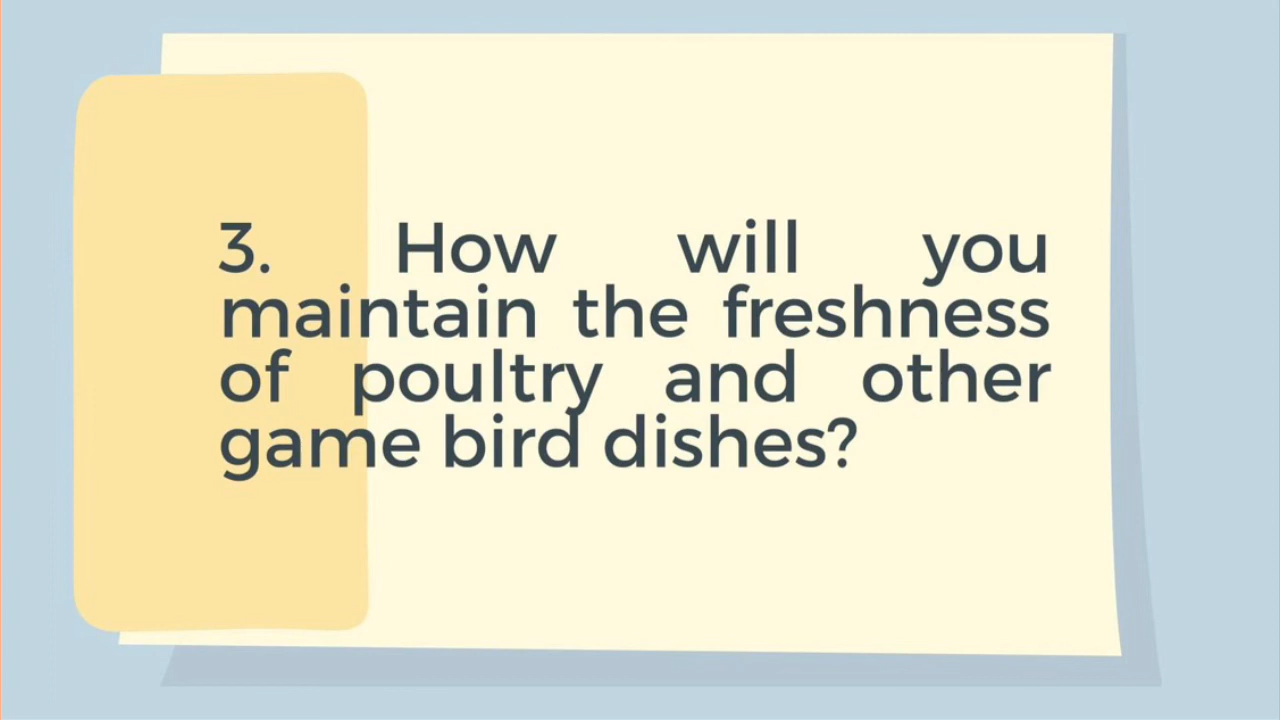 3. How will you
maintain the freshness
of poultry and other
game bird dishes?